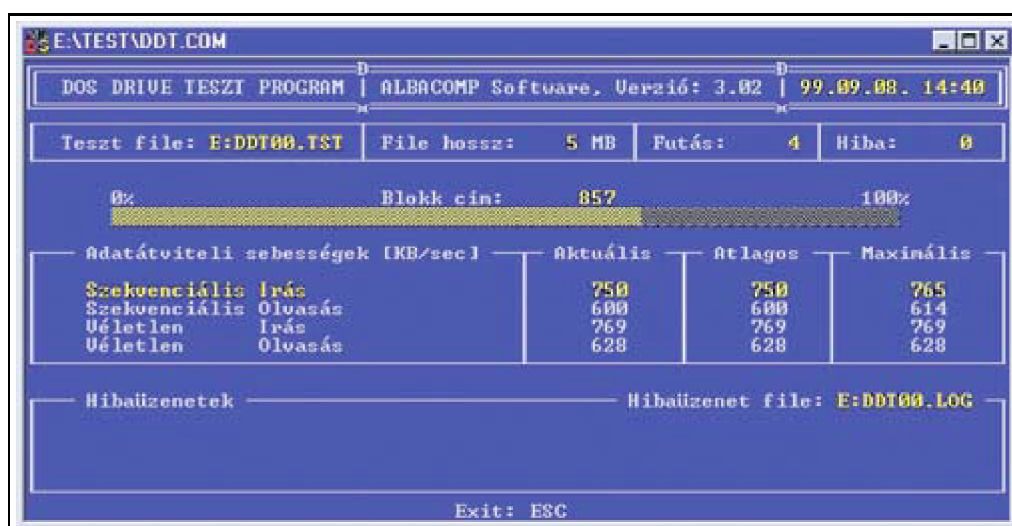 E:\TEST\DDT.COM
DOS DRIVE TESZT PROGRAM | ALBACOMP Software, Verzió: 3.02 | 99.09.08. 14:40
Teszt file: E:DDT00.TST File hossz: 5 MB Futás: 4 Hiba: 0
0% Blokk cím: 857 100%
Adatátviteli sebességek [KB/sec] Aktuális Atlagos Maximális
Szekvenciális Irás 750 750 765
Szekvenciális Olvasás 600 600 614
Véletlen Irás 769 769 769
Véletlen Olvasás 628 628 628
Hibaüzenetek Hibaüzenet file: E:DDT00.LOG
Exit: ESC